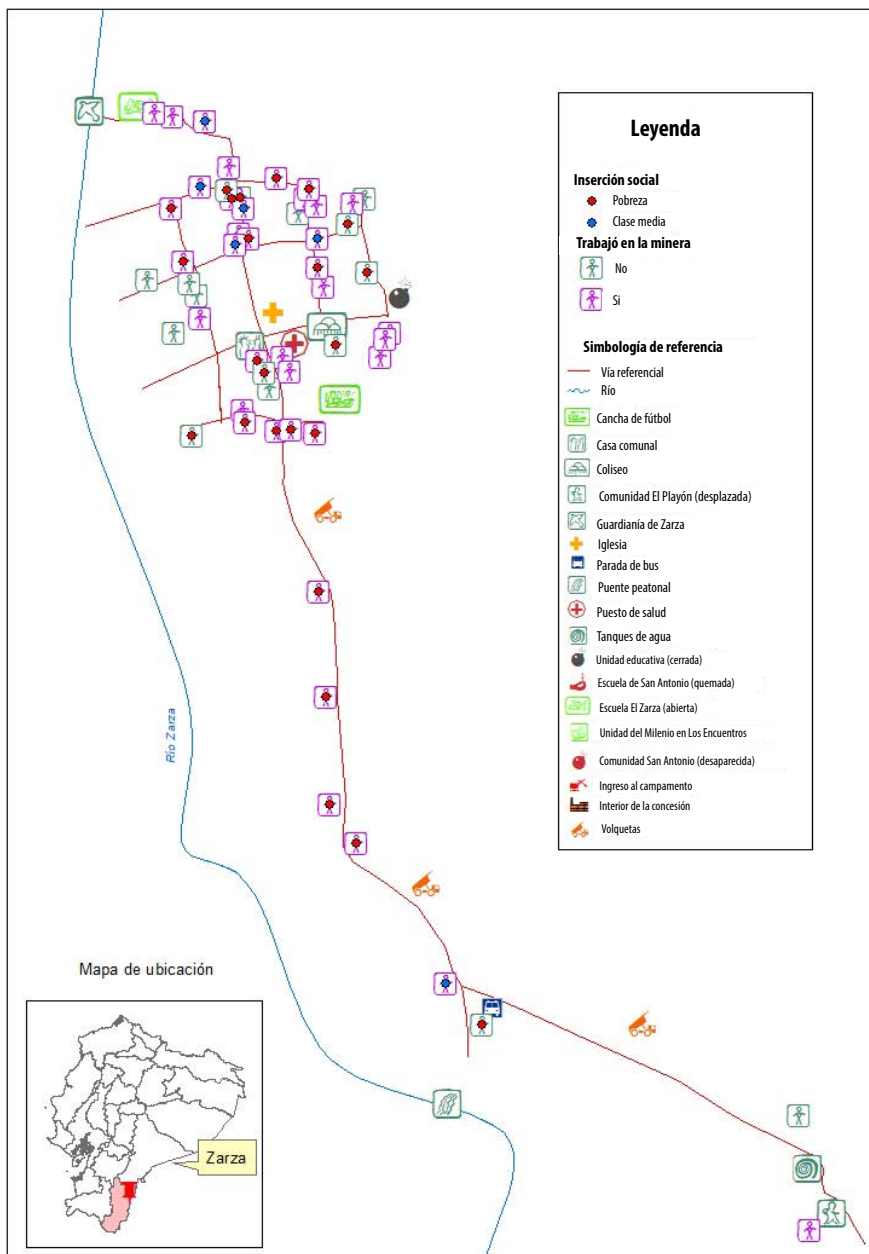 Leyenda
Inserción social
Pobreza
Clase media
Trabajó en la minera
No
Si
Simbología de referencia
Vía referencial
Río
Cancha de fútbol
Casa comunal
Coliseo
Comunidad El Playón (desplazada)
Guardianía de Zarza
Iglesia
Parada de bus
Puente peatonal
Puesto de salud
Tanques de agua
Unidad educativa (cerrada)
Escuela de San Antonio (quemada)
Escuela El Zarza (abierta)
Unidad del Milenio en Los Encuentros
Comunidad San Antonio (desaparecida)
Ingreso al campamento
Interior de la concesión
Volquetas
Río Zarza
Mapa de ubicación
Zarza